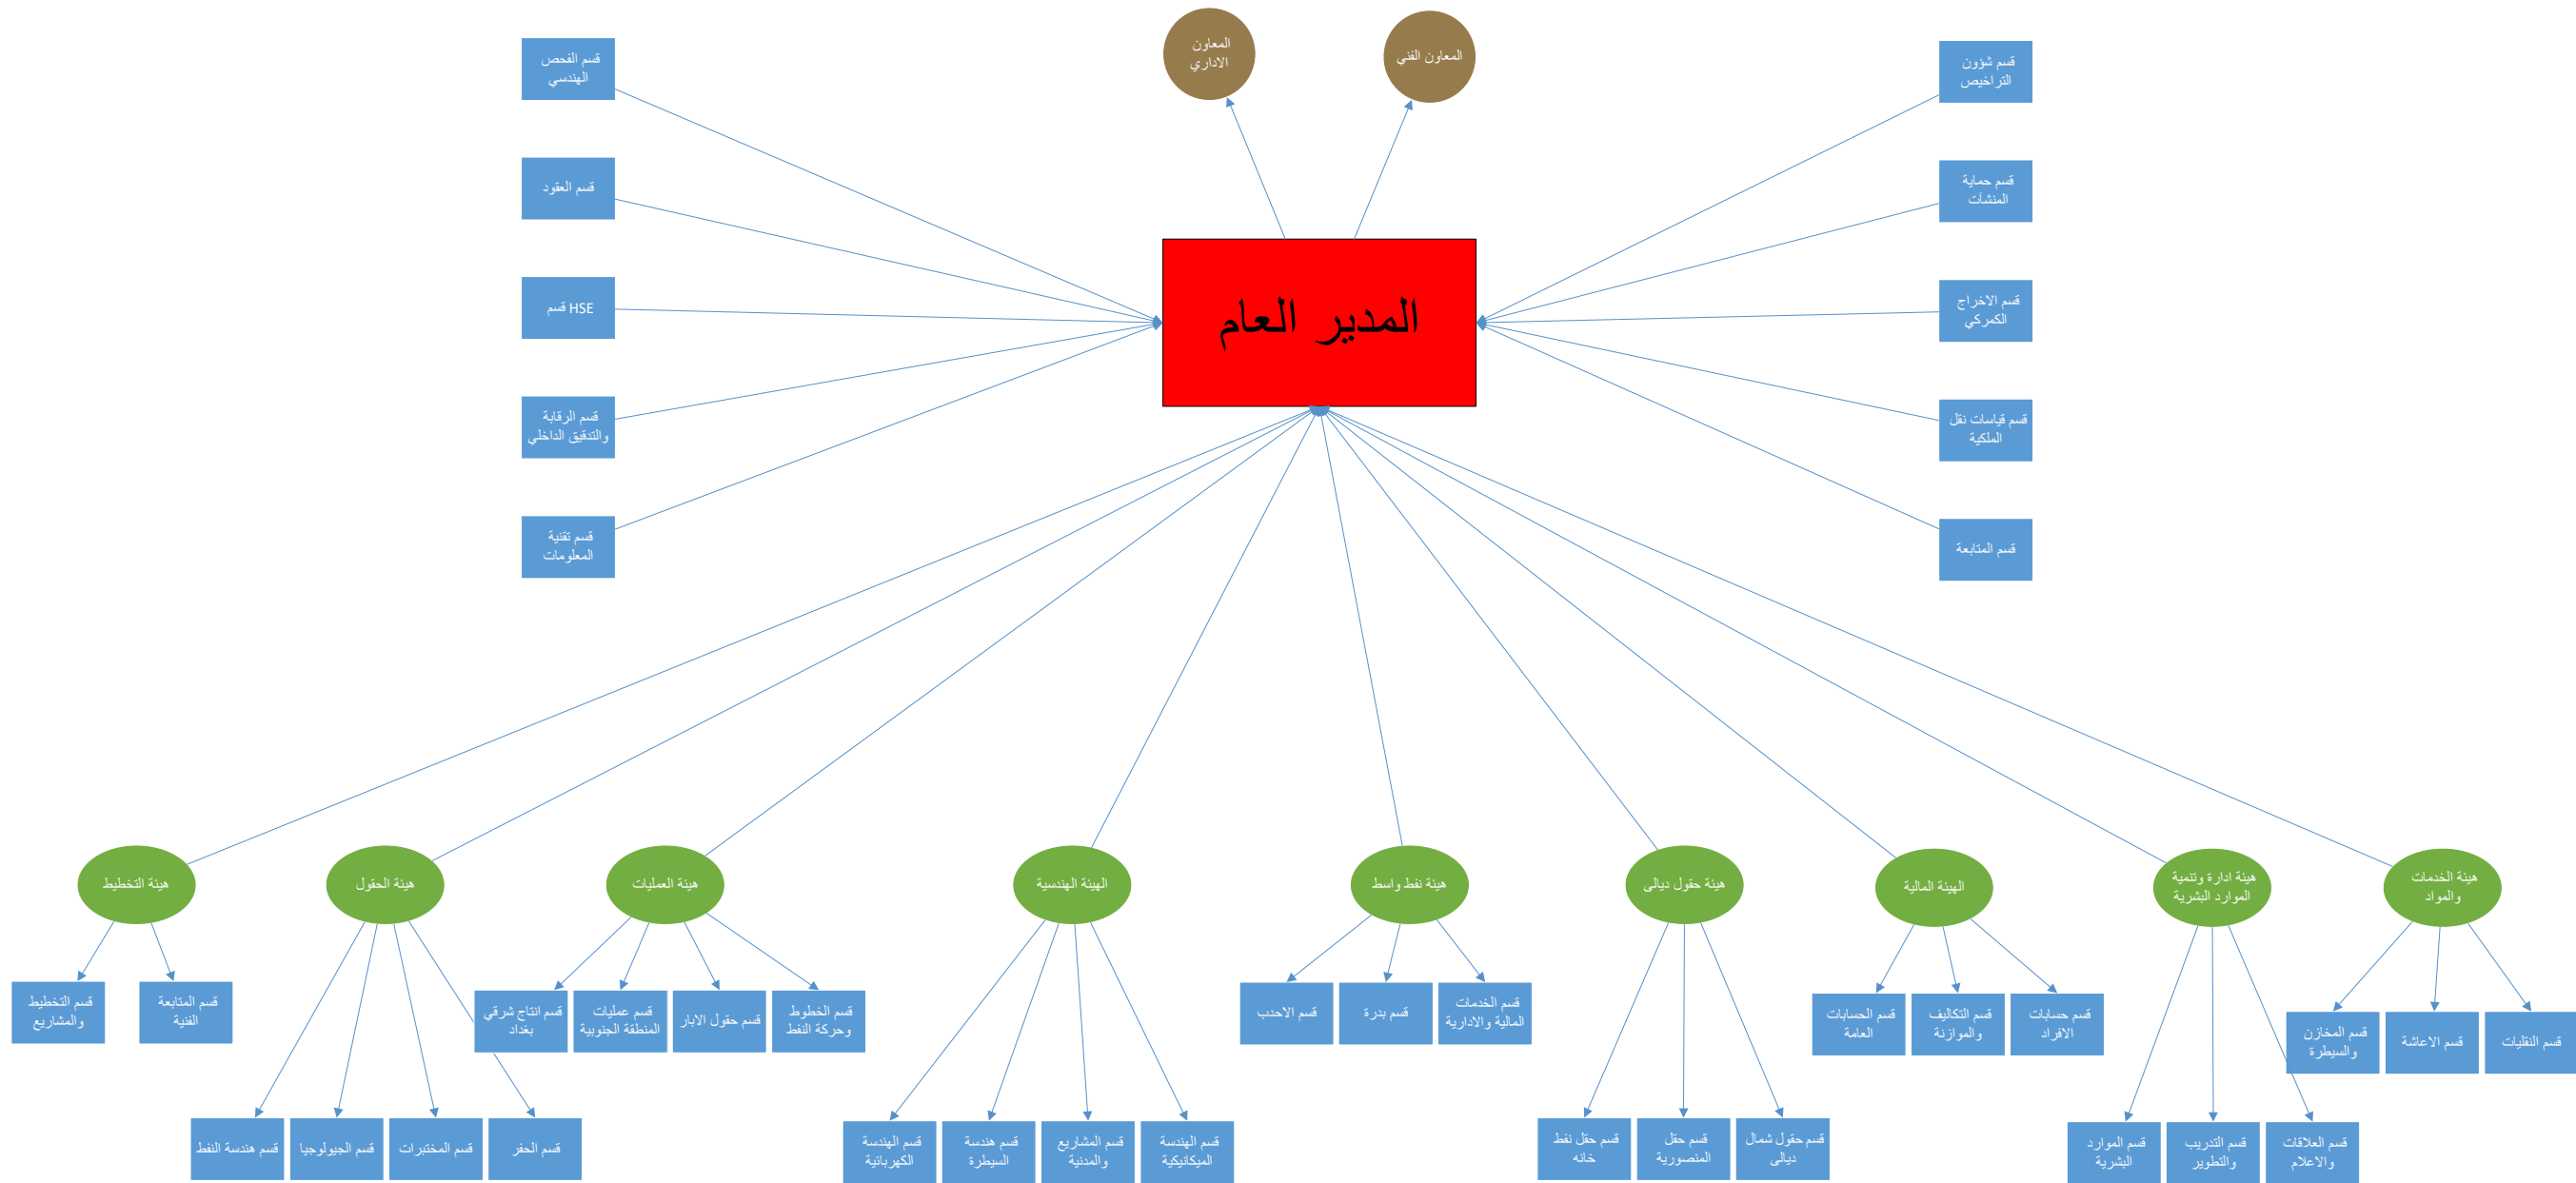 المعاون
الاداري
المعاون الفني
قسم الفحص
الهندسي
قسم شؤون
التراخيص
قسم العقود
قسم حماية
المنشأت
HSE قسم
قسم الاخراج
الكمركي
المدير العام
قسم الرقابة
والتدقيق الداخلي
قسم قياسات نقل
الملكية
قسم تقنية
المعلومات
قسم المتابعة
هيئة التخطيط
هيئة الحقول
هيئة العمليات
الهيئة الهندسية
هيئة نفط واسط
هيئة حقول ديالى
الهيئة المالية
هيئة ادارة وتنمية
الموارد البشرية
هيئة الخدمات
والمواد
قسم التخطيط
والمشاريع
قسم المتابعة
الفنية
قسم هندسة النفط
قسم الجيولوجيا
قسم المختبرات
قسم الحفر
قسم انتاج شرقي
بغداد
قسم عمليات
المنطقة الجنوبية
قسم حقول الابار
قسم الخطوط
وحركة النفط
قسم الهندسة
الكهربائية
قسم هندسة
السيطرة
قسم المشاريع
والمدنية
قسم الهندسة
الميكانيكية
قسم الاحدب
قسم بدرة
قسم الخدمات
المالية والادارية
قسم حقل نفط
خانه
قسم حقل
المنصورية
قسم حقول شمال
ديالى
قسم الحسابات
العامة
قسم التكاليف
والموازنة
قسم حسابات
الافراد
قسم الموارد
البشرية
قسم التدريب
والتطوير
قسم العلاقات
والاعلام
قسم المخازن
والسيطرة
قسم الاعاشة
قسم النقليات